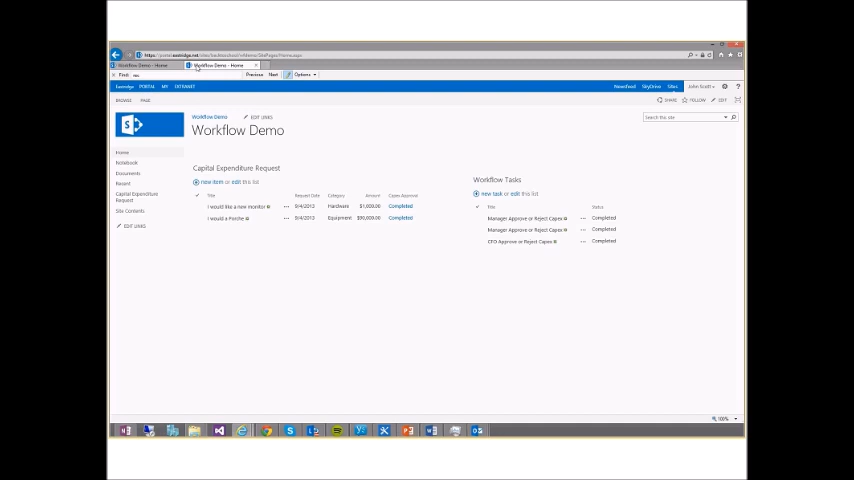 Workflow Demo - Home
Workflow Demo - Home
Find:
Previous Next Options
Eastridge PORTAL MY EXTRANET
Newsfeed SkyDrive Sites John Scott
BROWSE PAGE
SHARE FOLLOW EDIT
Workflow Demo EDIT LINKS
Workflow Demo
Search this site
Home
Notebook
Documents
Recent
Capital Expenditure
Request
Site Contents
EDIT LINKS
Capital Expenditure Request
new item or edit this list
Title Request Date Category Amount Capex Approval
I would like a new monitor ... 9/4/2013 Hardware $1,000.00 Completed
I would a Porche ... 9/4/2013 Equipment $90,000.00 Completed
Workflow Tasks
new task or edit this list
Title Status
Manager Approve or Reject Capex ... Completed
Manager Approve or Reject Capex ... Completed
CFO Approve or Reject Capex ... Completed
100%